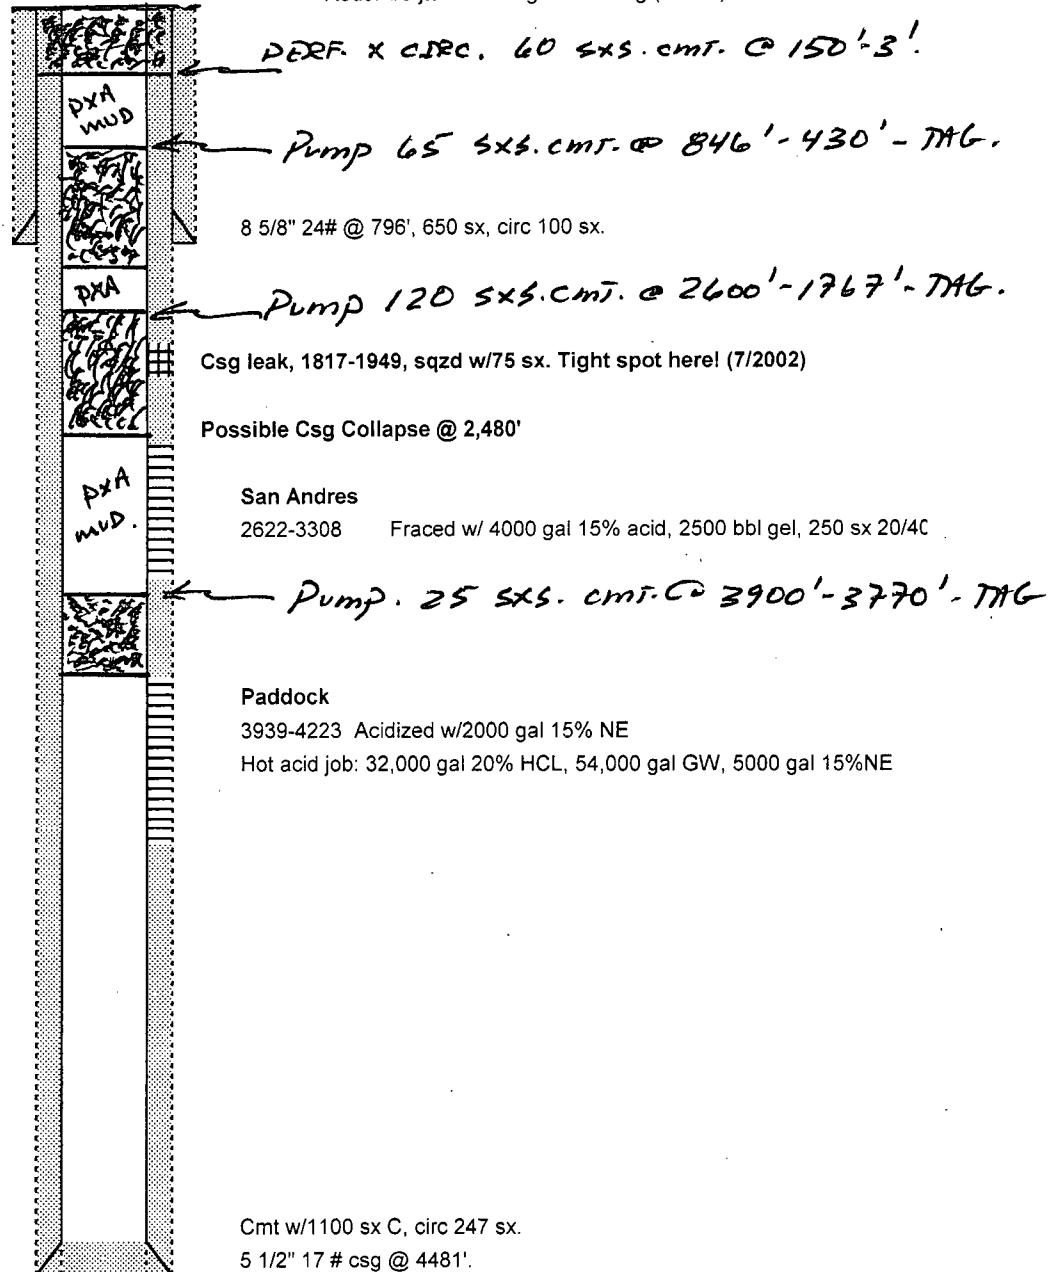 PERF. X CIRC. 60 SXS. CMT. @ 150'-3'.
PXA
MUD
Pump 65 SXS. CMT. @ 846'-430'-TAG.
8 5/8" 24# @ 796', 650 sx, circ 100 sx.
PXA
Pump 120 SXS. CMT. @ 2600'-1767'-TAG.
Csg leak, 1817-1949, sqzd w/75 sx. Tight spot here! (7/2002)
Possible Csg Collapse @ 2,480'
PXA
MUD.
San Andres
2622-3308 Fraced w/ 4000 gal 15% acid, 2500 bbl gel, 250 sx 20/40
Pump. 25 SXS. CMT. @ 3900'-3770'-TAG
Paddock
3939-4223 Acidized w/2000 gal 15% NE
Hot acid job: 32,000 gal 20% HCL, 54,000 gal GW, 5000 gal 15%NE
Cmt w/1100 sx C, circ 247 sx.
5 1/2" 17 # csg @ 4481'.